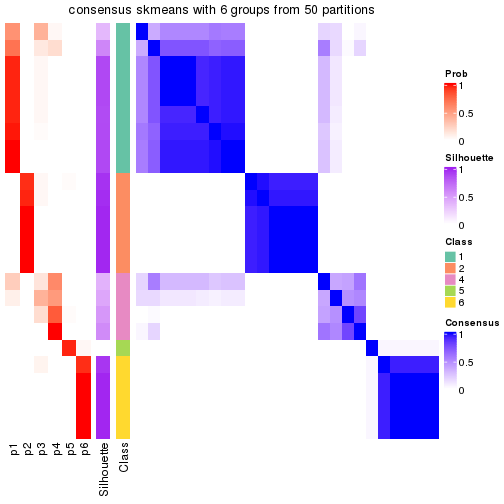 consensus skmeans with 6 groups from 50 partitions
Prob
1
0.5
0
Silhouette
1
0.5
0
Class
1
2
4
5
6
Consensus
1
0.5
0
p1
p2
p3
p4
p5
p6
Silhouette
Class